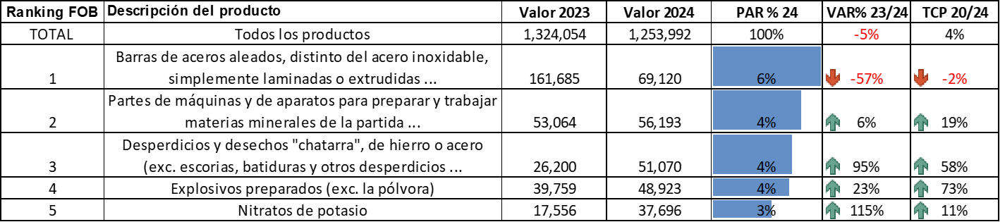 Ranking FOB Descripción del producto Valor 2023 Valor 2024 PAR % 24 VAR% 23/24 TCP 20/24
TOTAL Todos los productos 1,324,054 1,253,992 100% -5% 4%
Barras de aceros aleados, distinto del acero inoxidable,
1 simplemente laminadas o extrudidas ... 161,685 69,120 6% -57% -2%
Partes de máquinas y de aparatos para preparar y trabajar
2 materias minerales de la partida ... 53,064 56,193 4% 6% 19%
Desperdicios y desechos "chatarra", de hierro o acero
3 (exc. escorias, batiduras y otros desperdicios ... 26,200 51,070 4% 95% 58%
4 Explosivos preparados (exc. la pólvora) 39,759 48,923 4% 23% 73%
5 Nitratos de potasio 17,556 37,696 3% 115% 11%